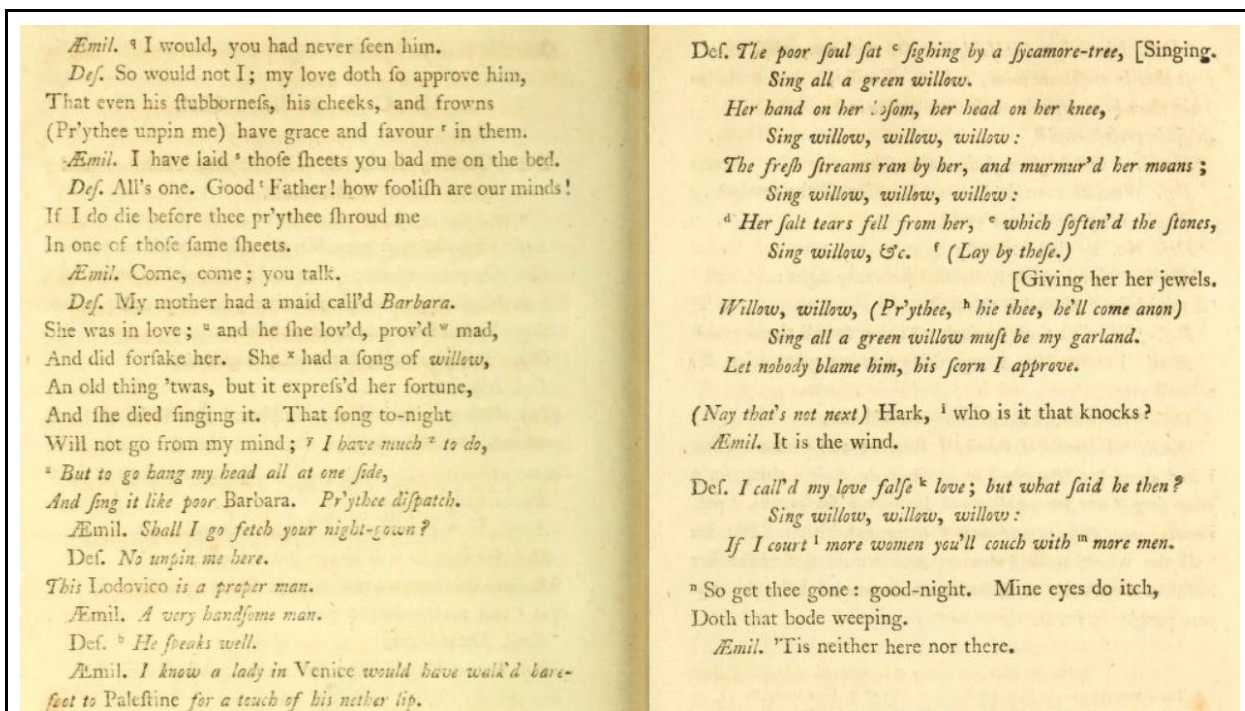 Æmil. q I would, you had never ſeen him.
Deſ. So would not I; my love doth ſo approve him,
That even his ſtubborneſs, his cheeks, and frowns
(Pr'ythee unpin me) have grace and favour r in them.
Æmil. I have laid s thoſe ſheets you bad me on the bed.
Deſ. All's one. Good t Father! how fooliſh are our minds!
If I do die before thee pr'ythee ſhroud me
In one of thoſe ſame ſheets.
Æmil. Come, come; you talk.
Deſ. My mother had a maid call'd Barbara.
She was in love; u and he ſhe lov'd, prov'd w mad,
And did forſake her. She x had a ſong of willow,
An old thing 'twas, but it expreſs'd her fortune,
And ſhe died ſinging it. That ſong to-night
Will not go from my mind; y I have much z to do,
a But to go hang my head all at one ſide,
And ſing it like poor Barbara. Pr'ythee diſpatch.
Æmil. Shall I go fetch your night-gown?
Deſ. No unpin me here.
This Lodovico is a proper man.
Æmil. A very handſome man.
Deſ. b He ſpeaks well.
Æmil. I know a lady in Venice would have walk'd bare-
foot to Paleſtine for a touch of his nether lip.
Deſ. The poor ſoul ſat c ſighing by a ſycamore-tree, [Singing.
Sing all a green willow.
Her hand on her boſom, her head on her knee,
Sing willow, willow, willow:
The freſh ſtreams ran by her, and murmur'd her moans;
Sing willow, willow, willow:
d Her ſalt tears fell from her, e which ſoften'd the ſtones,
Sing willow, &c. f (Lay by theſe.)
[Giving her her jewels.
Willow, willow, (Pr'ythee, h hie thee, he'll come anon)
Sing all a green willow muſt be my garland.
Let nobody blame him, his ſcorn I approve.
(Nay that's not next) Hark, i who is it that knocks?
Æmil. It is the wind.
Deſ. I call'd my love falſe k love; but what ſaid he then?
Sing willow, willow, willow:
If I court l more women you'll couch with m more men.
n So get thee gone: good-night. Mine eyes do itch,
Doth that bode weeping.
Æmil. 'Tis neither here nor there.